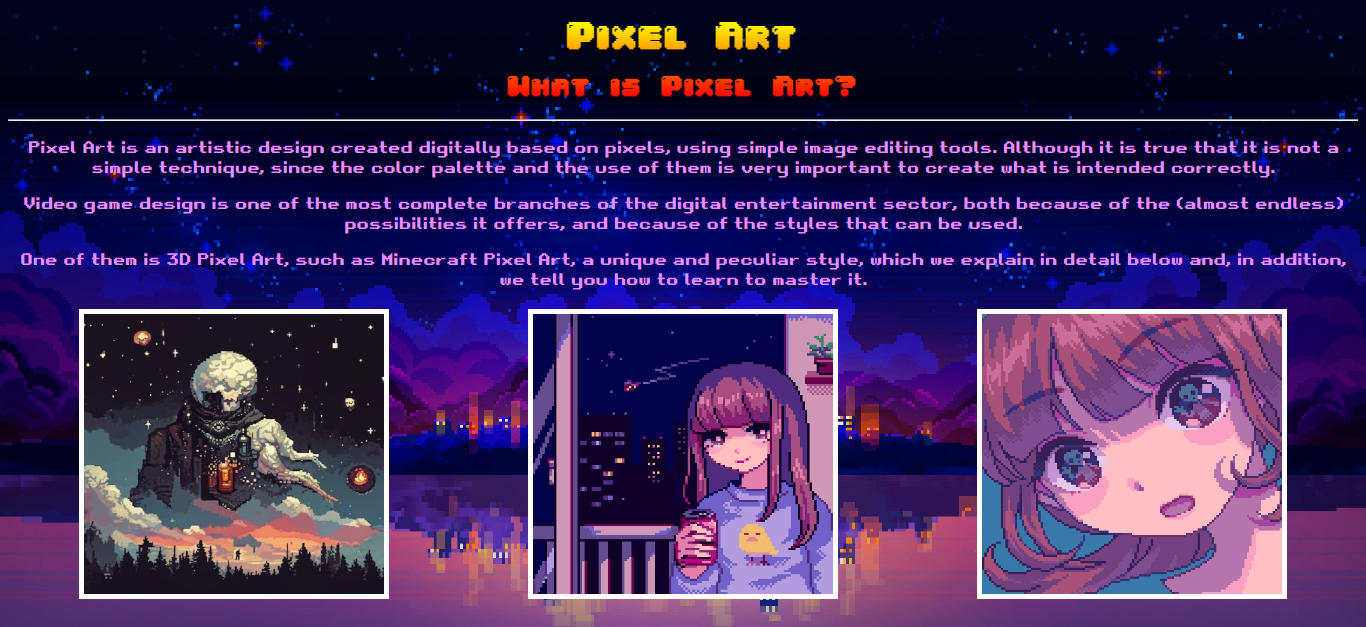 Pixel Art
What is Pixel Art?
Pixel Art is an artistic design created digitally based on pixels, using simple image editing tools. Although it is true that it is not a
simple technique, since the color palette and the use of them is very important to create what is intended correctly.
Video game design is one of the most complete branches of the digital entertainment sector, both because of the (almost endless)
possibilities it offers, and because of the styles that can be used.
One of them is 3D Pixel Art, such as Minecraft Pixel Art, a unique and peculiar style, which we explain in detail below and, in addition,
we tell you how to learn to master it.